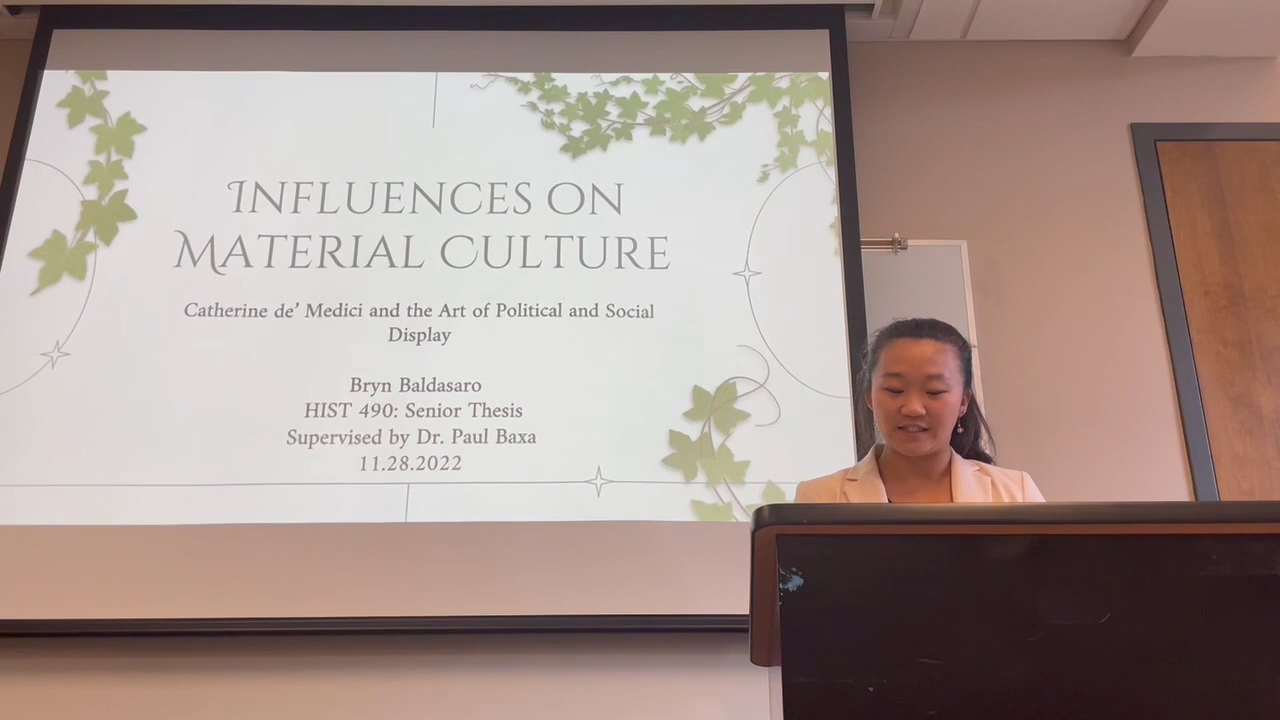 Influences on
Material Culture
Catherine de’ Medici and the Art of Political and Social
Display
Bryn Baldasaro
HIST 490: Senior Thesis
Supervised by Dr. Paul Baxa
11.28.2022